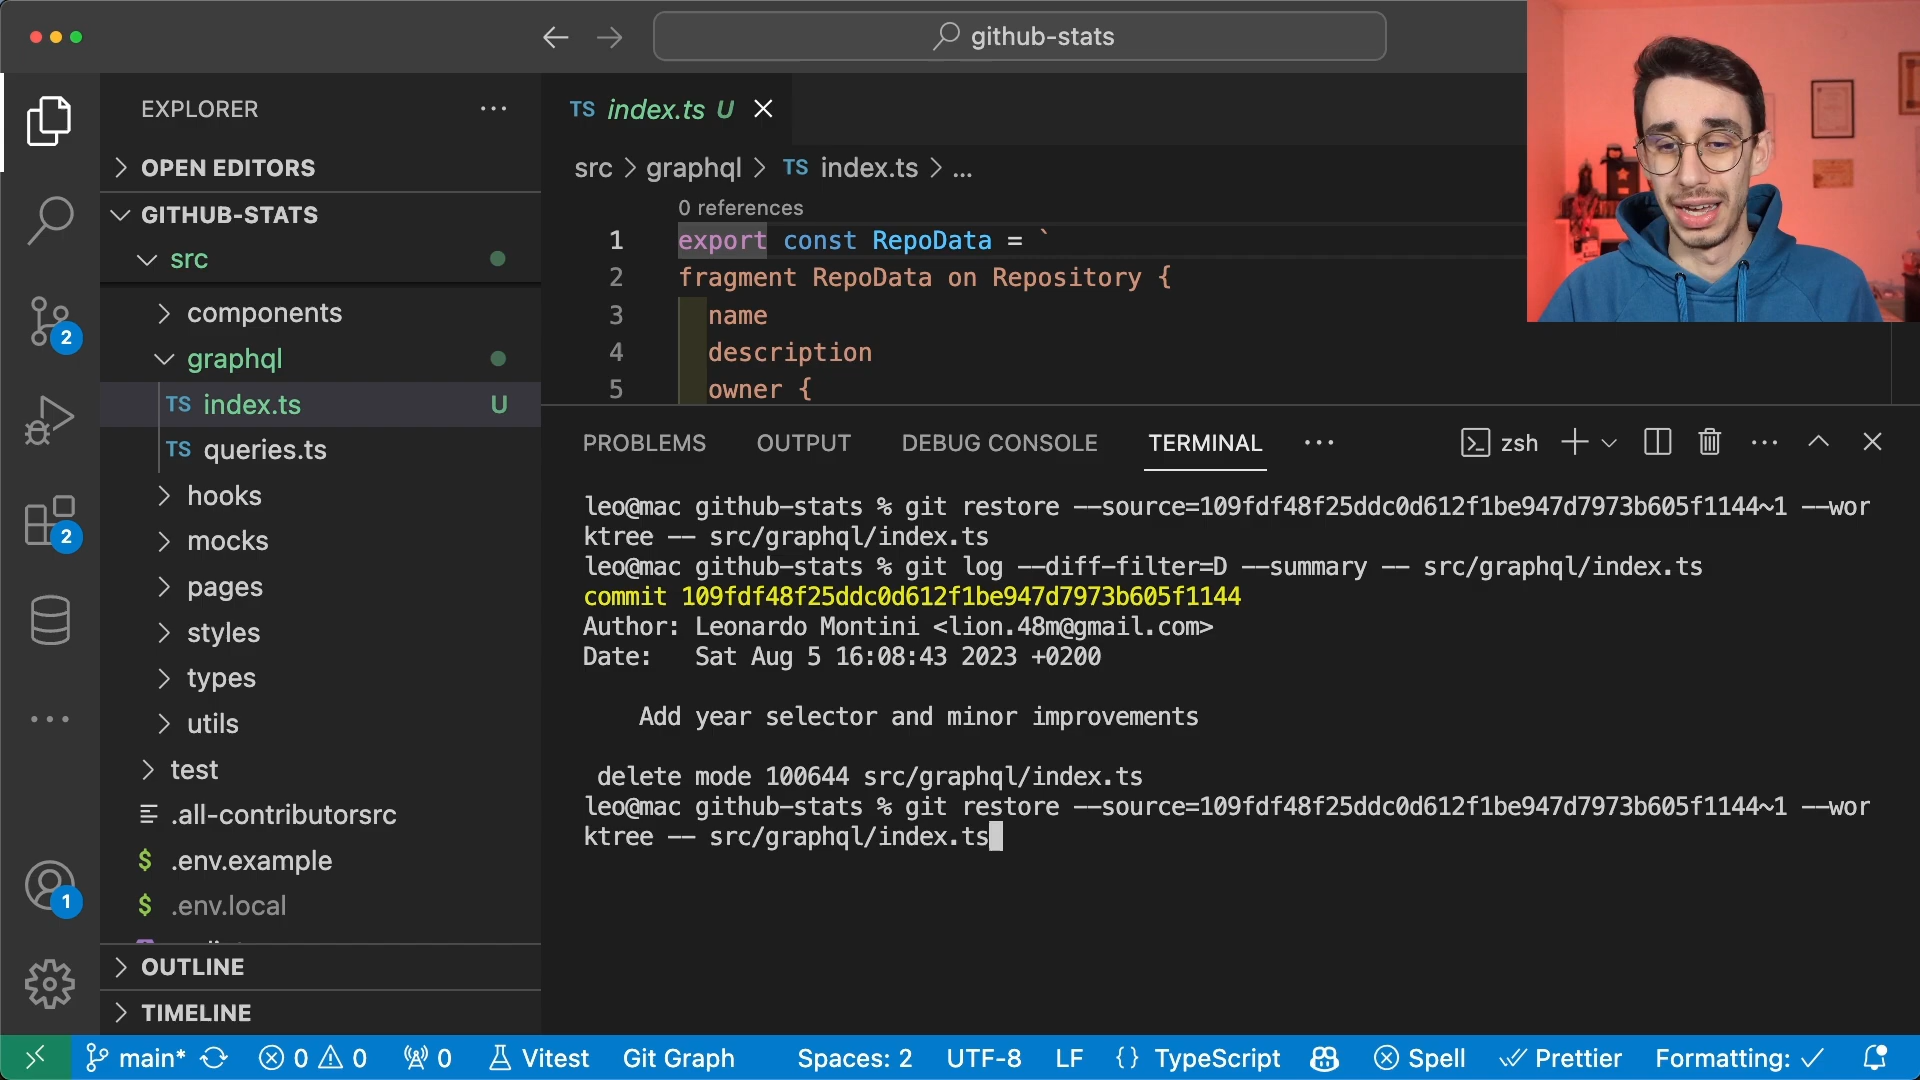 github-stats
EXPLORER
OPEN EDITORS
GITHUB-STATS
src
components
graphql
TS index.ts U
TS queries.ts
hooks
mocks
pages
styles
types
utils
test
.all-contributorsrc
$ .env.example
$ .env.local
OUTLINE
TIMELINE
2
2
1
TS index.ts U
src > graphql > TS index.ts > ...
0 references
1 export const RepoData = `
2 fragment RepoData on Repository {
3 name
4 description
5 owner {
PROBLEMS OUTPUT DEBUG CONSOLE TERMINAL zsh
leo@mac github-stats % git restore --source=109fdf48f25ddc0d612f1be947d7973b605f1144~1 --wor
ktree -- src/graphql/index.ts
leo@mac github-stats % git log --diff-filter=D --summary -- src/graphql/index.ts
commit 109fdf48f25ddc0d612f1be947d7973b605f1144
Author: Leonardo Montini <lion.48m@gmail.com>
Date: Sat Aug 5 16:08:43 2023 +0200
Add year selector and minor improvements
delete mode 100644 src/graphql/index.ts
leo@mac github-stats % git restore --source=109fdf48f25ddc0d612f1be947d7973b605f1144~1 --wor
ktree -- src/graphql/index.ts
main* 0 0 0 Vitest Git Graph Spaces: 2 UTF-8 LF {} TypeScript Spell Prettier Formatting: ✓